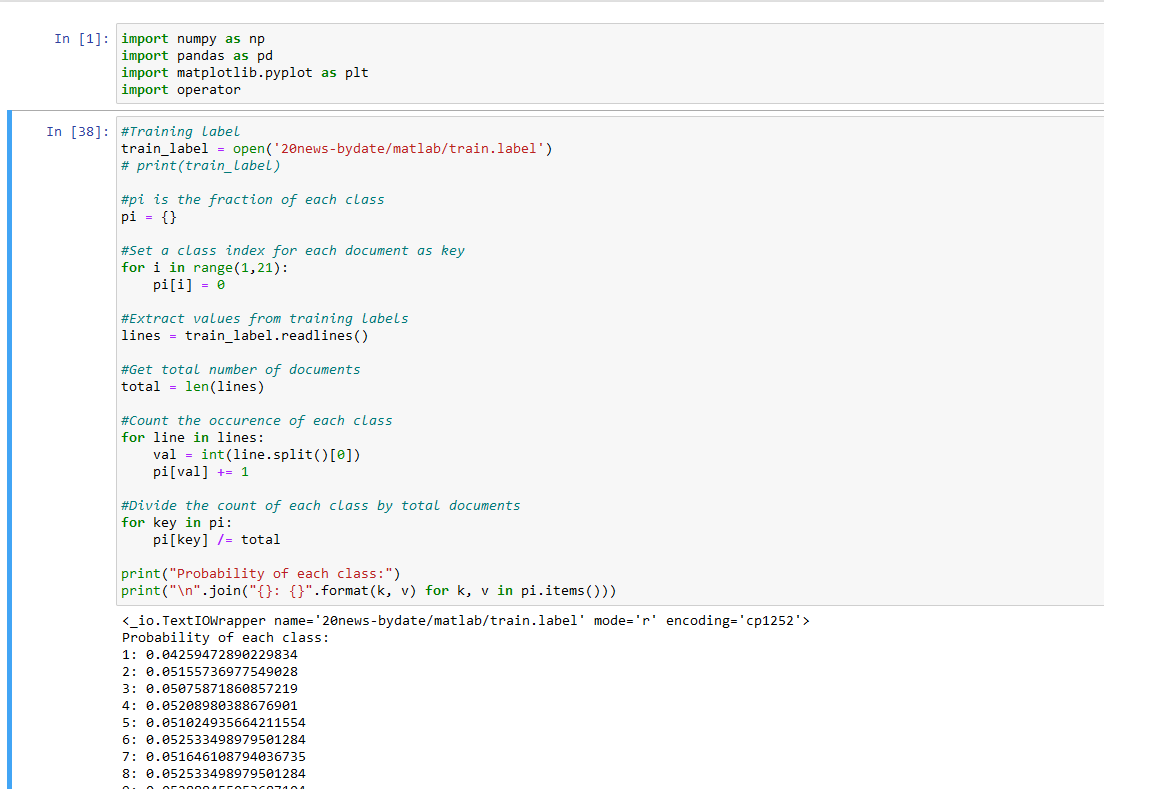 In [1]:
import numpy as np
import pandas as pd
import matplotlib.pyplot as plt
import operator
In [38]:
#Training label
train_label = open('20news-bydate/matlab/train.label')
# print(train_label)
#pi is the fraction of each class
pi = {}
#Set a class index for each document as key
for i in range(1,21):
    pi[i] = 0
#Extract values from training labels
lines = train_label.readlines()
#Get total number of documents
total = len(lines)
#Count the occurence of each class
for line in lines:
    val = int(line.split()[0])
    pi[val] += 1
#Divide the count of each class by total documents
for key in pi:
    pi[key] /= total
print("Probability of each class:")
print("\n".join("{}: {}".format(k, v) for k, v in pi.items()))
<_io.TextIOWrapper name='20news-bydate/matlab/train.label' mode='r' encoding='cp1252'>
Probability of each class:
1: 0.04259472890229834
2: 0.05155736977549028
3: 0.05075871860857219
4: 0.05208980388676901
5: 0.051024935664211554
6: 0.052533498979501284
7: 0.051646108794036735
8: 0.052533498979501284